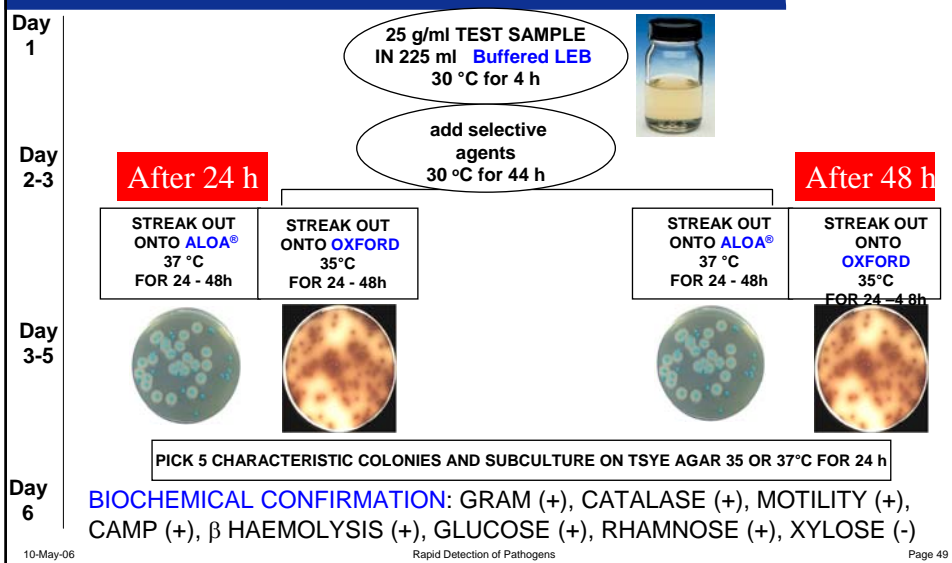 Day
1
25 g/ml TEST SAMPLE
IN 225 ml Buffered LEB
30 °C for 4 h
add selective
agents
30 ºC for 44 h
Day
2-3
After 24 h
After 48 h
STREAK OUT
ONTO ALOA®
37 °C
FOR 24 - 48h
STREAK OUT
ONTO OXFORD
35°C
FOR 24 - 48h
STREAK OUT
ONTO ALOA®
37 °C
FOR 24 - 48h
STREAK OUT
ONTO
OXFORD
35°C
FOR 24 –4 8h
Day
3-5
PICK 5 CHARACTERISTIC COLONIES AND SUBCULTURE ON TSYE AGAR 35 OR 37°C FOR 24 h
Day
6
BIOCHEMICAL CONFIRMATION: GRAM (+), CATALASE (+), MOTILITY (+),
CAMP (+), β HAEMOLYSIS (+), GLUCOSE (+), RHAMNOSE (+), XYLOSE (-)
10-May-06
Rapid Detection of Pathogens
Page 49